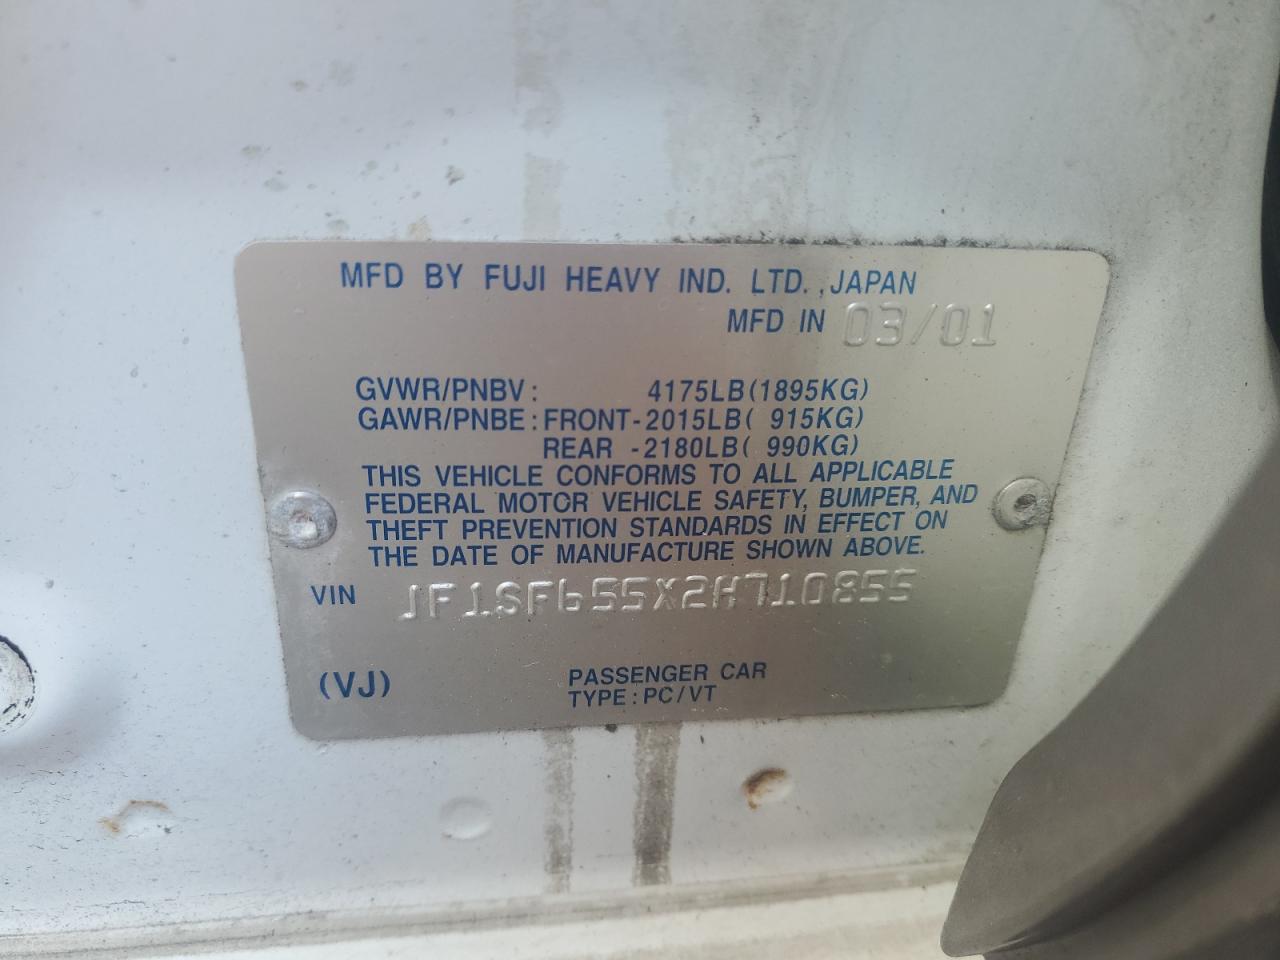 MFD BY FUJI HEAVY IND. LTD. ,JAPAN
MFD IN 03/01
GVWR/PNBV: 4175LB(1895KG)
GAWR/PNBE:FRONT-2015LB( 915KG)
REAR -2180LB( 990KG)
THIS VEHICLE CONFORMS TO ALL APPLICABLE
FEDERAL MOTOR VEHICLE SAFETY, BUMPER, AND
THEFT PREVENTION STANDARDS IN EFFECT ON
THE DATE OF MANUFACTURE SHOWN ABOVE.
VIN JF1SF655X2H710855
(VJ) PASSENGER CAR
TYPE:PC/VT